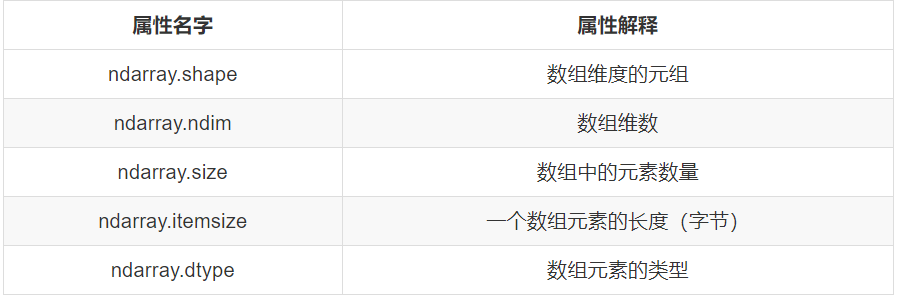 属性名字 属性解释
ndarray.shape 数组维度的元组
ndarray.ndim 数组维数
ndarray.size 数组中的元素数量
ndarray.itemsize 一个数组元素的长度（字节）
ndarray.dtype 数组元素的类型